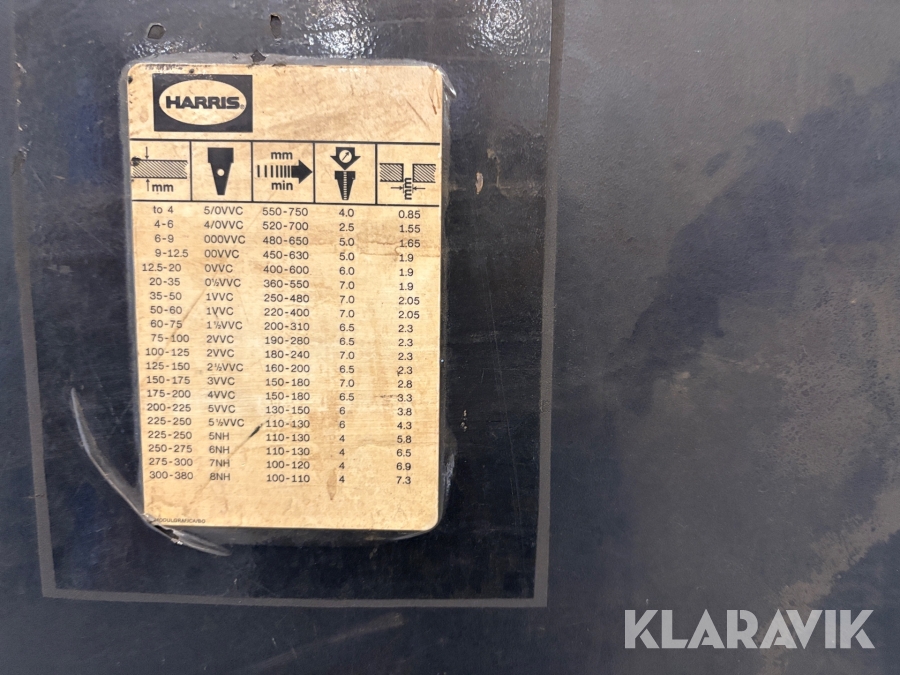 HARRIS®
mm mm min mm
to 4 5/0VVC 550-750 4.0 0.85
4-6 4/0VVC 520-700 2.5 1.55
6-9 000VVC 480-650 5.0 1.65
9-12.5 00VVC 450-630 5.0 1.9
12.5-20 0VVC 400-600 6.0 1.9
20-35 0½VVC 360-550 7.0 1.9
35-50 1VVC 250-480 7.0 2.05
50-60 1VVC 220-400 7.0 2.05
60-75 1½VVC 200-310 6.5 2.3
75-100 2VVC 190-280 6.5 2.3
100-125 2VVC 180-240 7.0 2.3
125-150 2½VVC 160-200 6.5 2.3
150-175 3VVC 150-180 7.0 2.8
175-200 4VVC 150-180 6.5 3.3
200-225 5VVC 130-150 6 3.8
225-250 5½VVC 110-130 6 4.3
225-250 5NH 110-130 4 5.8
250-275 6NH 110-130 4 6.5
275-300 7NH 100-120 4 6.9
300-380 8NH 100-110 4 7.3
KLARAVIK